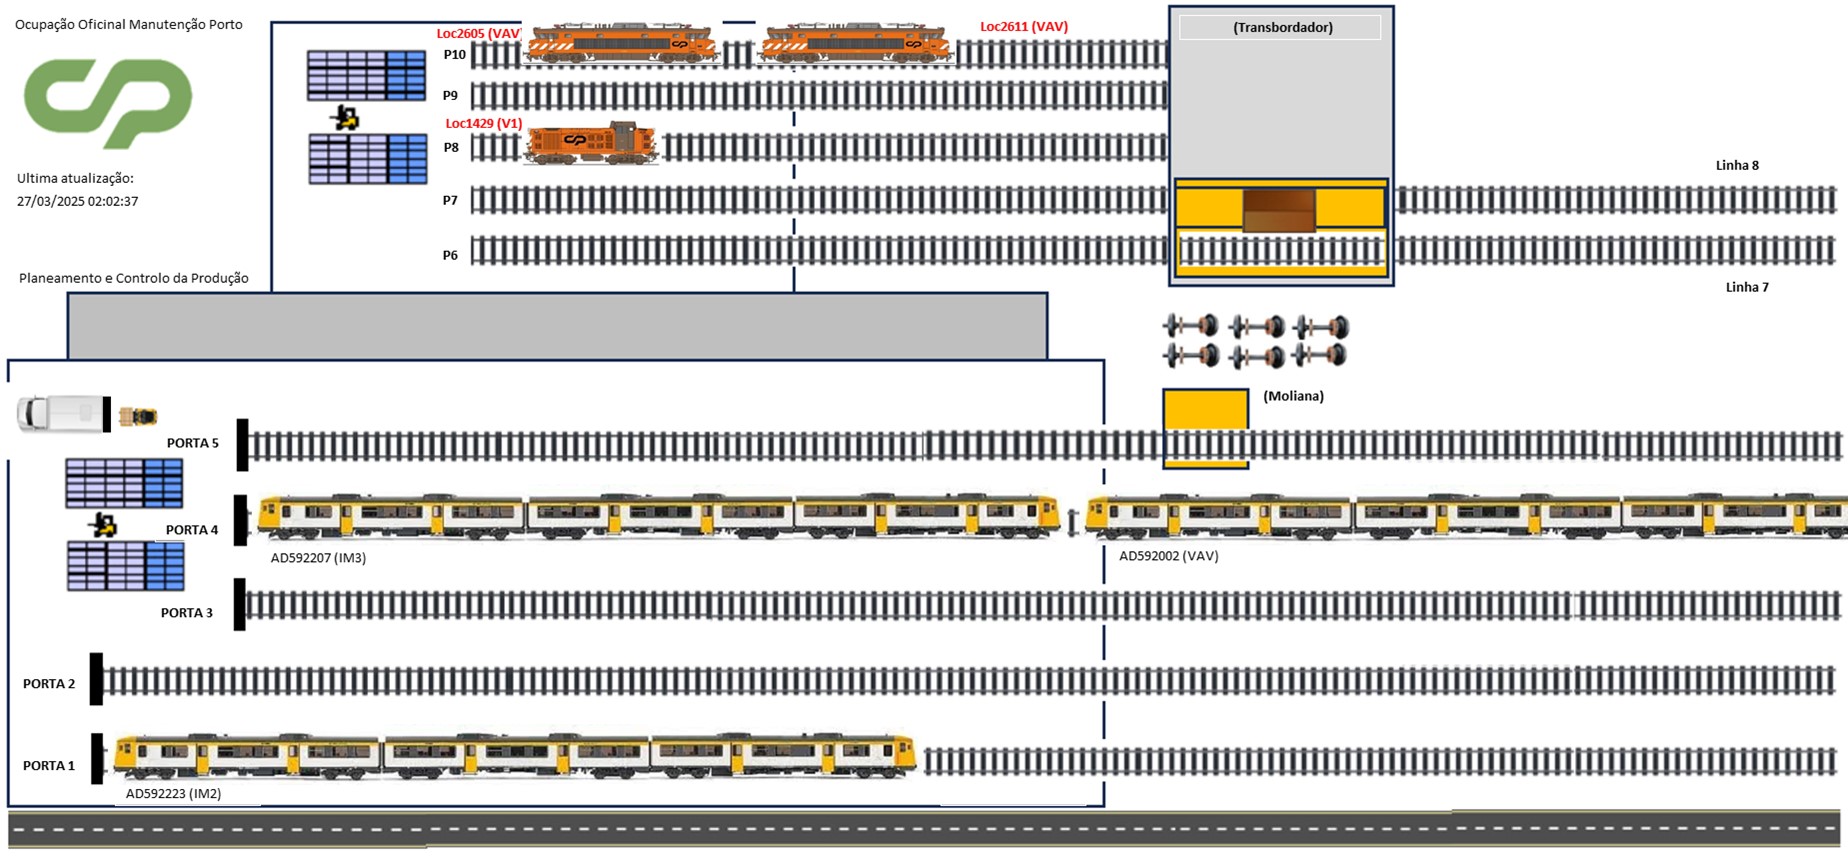 Ocupação Oficinal Manutenção Porto
Ultima atualização:
27/03/2025 02:02:37
Planeamento e Controlo da Produção
Loc2605 (VAV)
Loc2611 (VAV)
(Transbordador)
P10
P9
Loc1429 (V1)
P8
P7
P6
Linha 8
Linha 7
(Moliana)
PORTA 5
PORTA 4
AD592207 (IM3)
AD592002 (VAV)
PORTA 3
PORTA 2
PORTA 1
AD592223 (IM2)